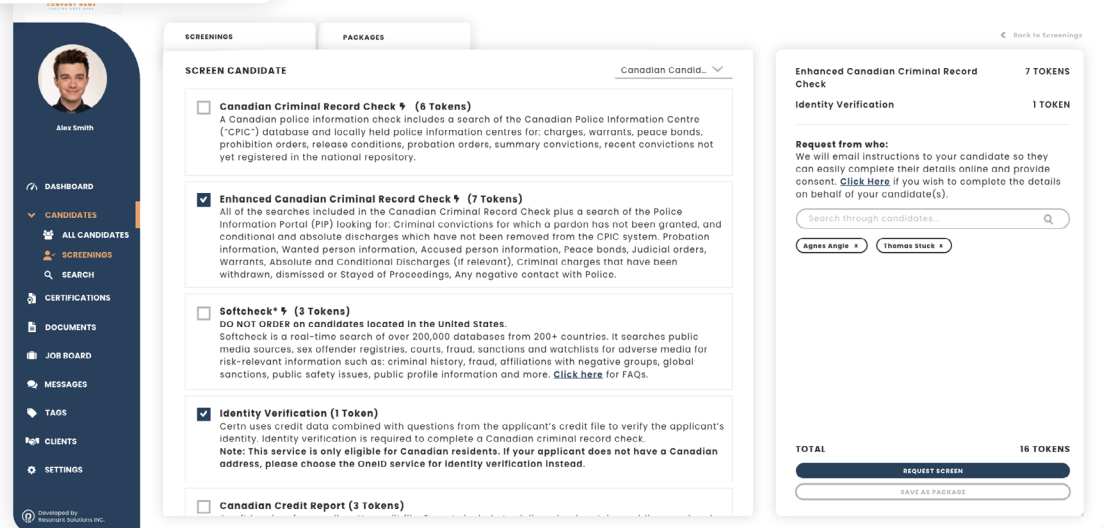 COMPANY NAME
SCREENINGS
PACKAGES
Back to Screenings
Alex Smith
DASHBOARD
CANDIDATES
ALL CANDIDATES
SCREENINGS
SEARCH
CERTIFICATIONS
DOCUMENTS
JOB BOARD
MESSAGES
TAGS
CLIENTS
SETTINGS
Developed by
Resonant Solutions INC.
SCREEN CANDIDATE
Canadian Candid...
Canadian Criminal Record Check (6 Tokens)
A Canadian police information check includes a search of the Canadian Police Information Centre
("CPIC") database and locally held police information centres for: charges, warrants, peace bonds,
prohibition orders, release conditions, probation orders, summary convictions, recent convictions not
yet registered in the national repository.
Enhanced Canadian Criminal Record Check (7 Tokens)
All of the searches included in the Canadian Criminal Record Check plus a search of the Police
Information Portal (PIP) looking for: Criminal convictions for which a pardon has not been granted, and
conditional and absolute discharges which have not been removed from the CPIC system. Probation
information, Wanted person information, Accused person information, Peace bonds, Judicial orders,
Warrants, Absolute and Conditional Discharges (if relevant), Criminal charges that have been
withdrawn, dismissed or Stayed of Proceedings, Any negative contact with Police.
Softcheck* (3 Tokens)
DO NOT ORDER on candidates located in the United States.
Softcheck is a real-time search of over 200,000 databases from 200+ countries. It searches public
media sources, sex offender registries, courts, fraud, sanctions and watchlists for adverse media for
risk-relevant information such as: criminal history, fraud, affiliations with negative groups, global
sanctions, public safety issues, public profile information and more. Click here for FAQs.
Identity Verification (1 Token)
Certn uses credit data combined with questions from the applicant's credit file to verify the applicant's
identity. Identity verification is required to complete a Canadian criminal record check.
Note: This service is only eligible for Canadian residents. If your applicant does not have a Canadian
address, please choose the OneID service for identity verification instead.
Canadian Credit Report (3 Tokens)
Enhanced Canadian Criminal Record 7 TOKENS
Check
Identity Verification 1 TOKEN
Request from who:
We will email instructions to your candidate so they
can easily complete their details online and provide
consent. Click Here if you wish to complete the details
on behalf of your candidate(s).
Search through candidates...
Agnes Angle x Thomas Stuck x
TOTAL 16 TOKENS
REQUEST SCREEN
SAVE AS PACKAGE